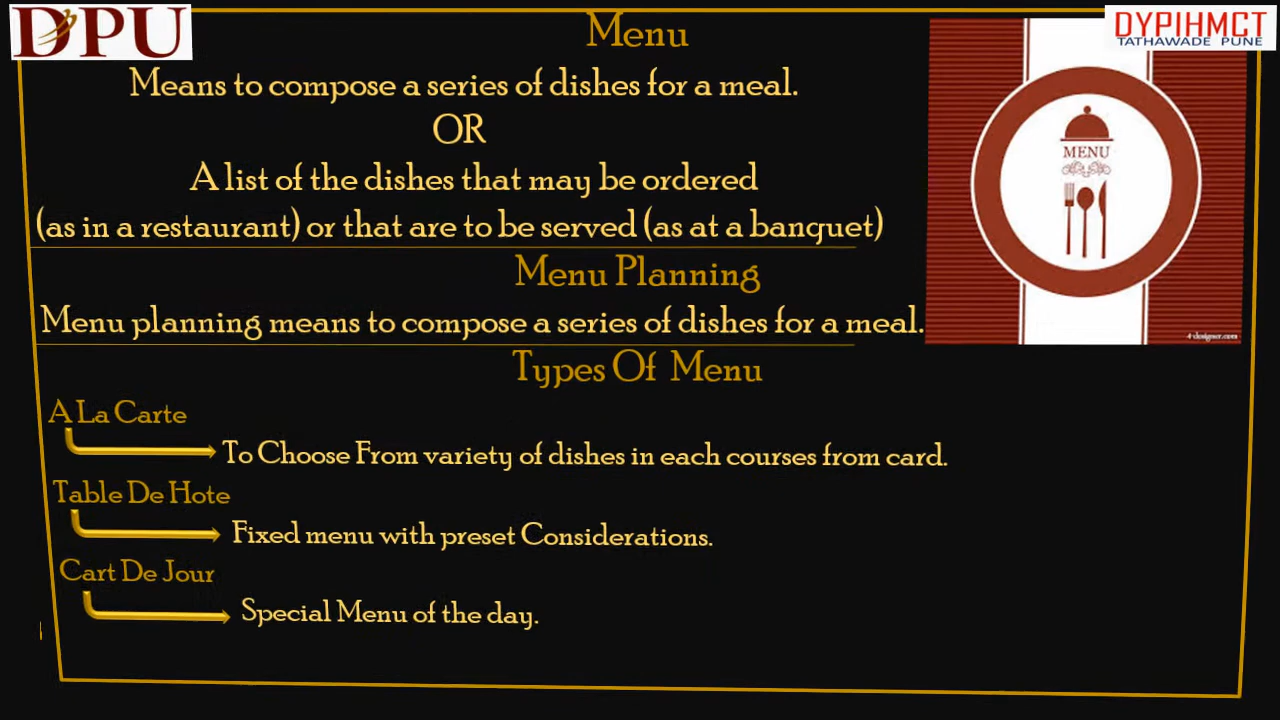 DPU
DYPIHMCT
TATHAWADE PUNE
Menu
Means to compose a series of dishes for a meal.
OR
A list of the dishes that may be ordered
(as in a restaurant) or that are to be served (as at a banquet)
MENU
4-designer.com
Menu Planning
Menu planning means to compose a series of dishes for a meal.
Types Of Menu
A La Carte
To Choose From variety of dishes in each courses from card.
Table De Hote
Fixed menu with preset Considerations.
Cart De Jour
Special Menu of the day.